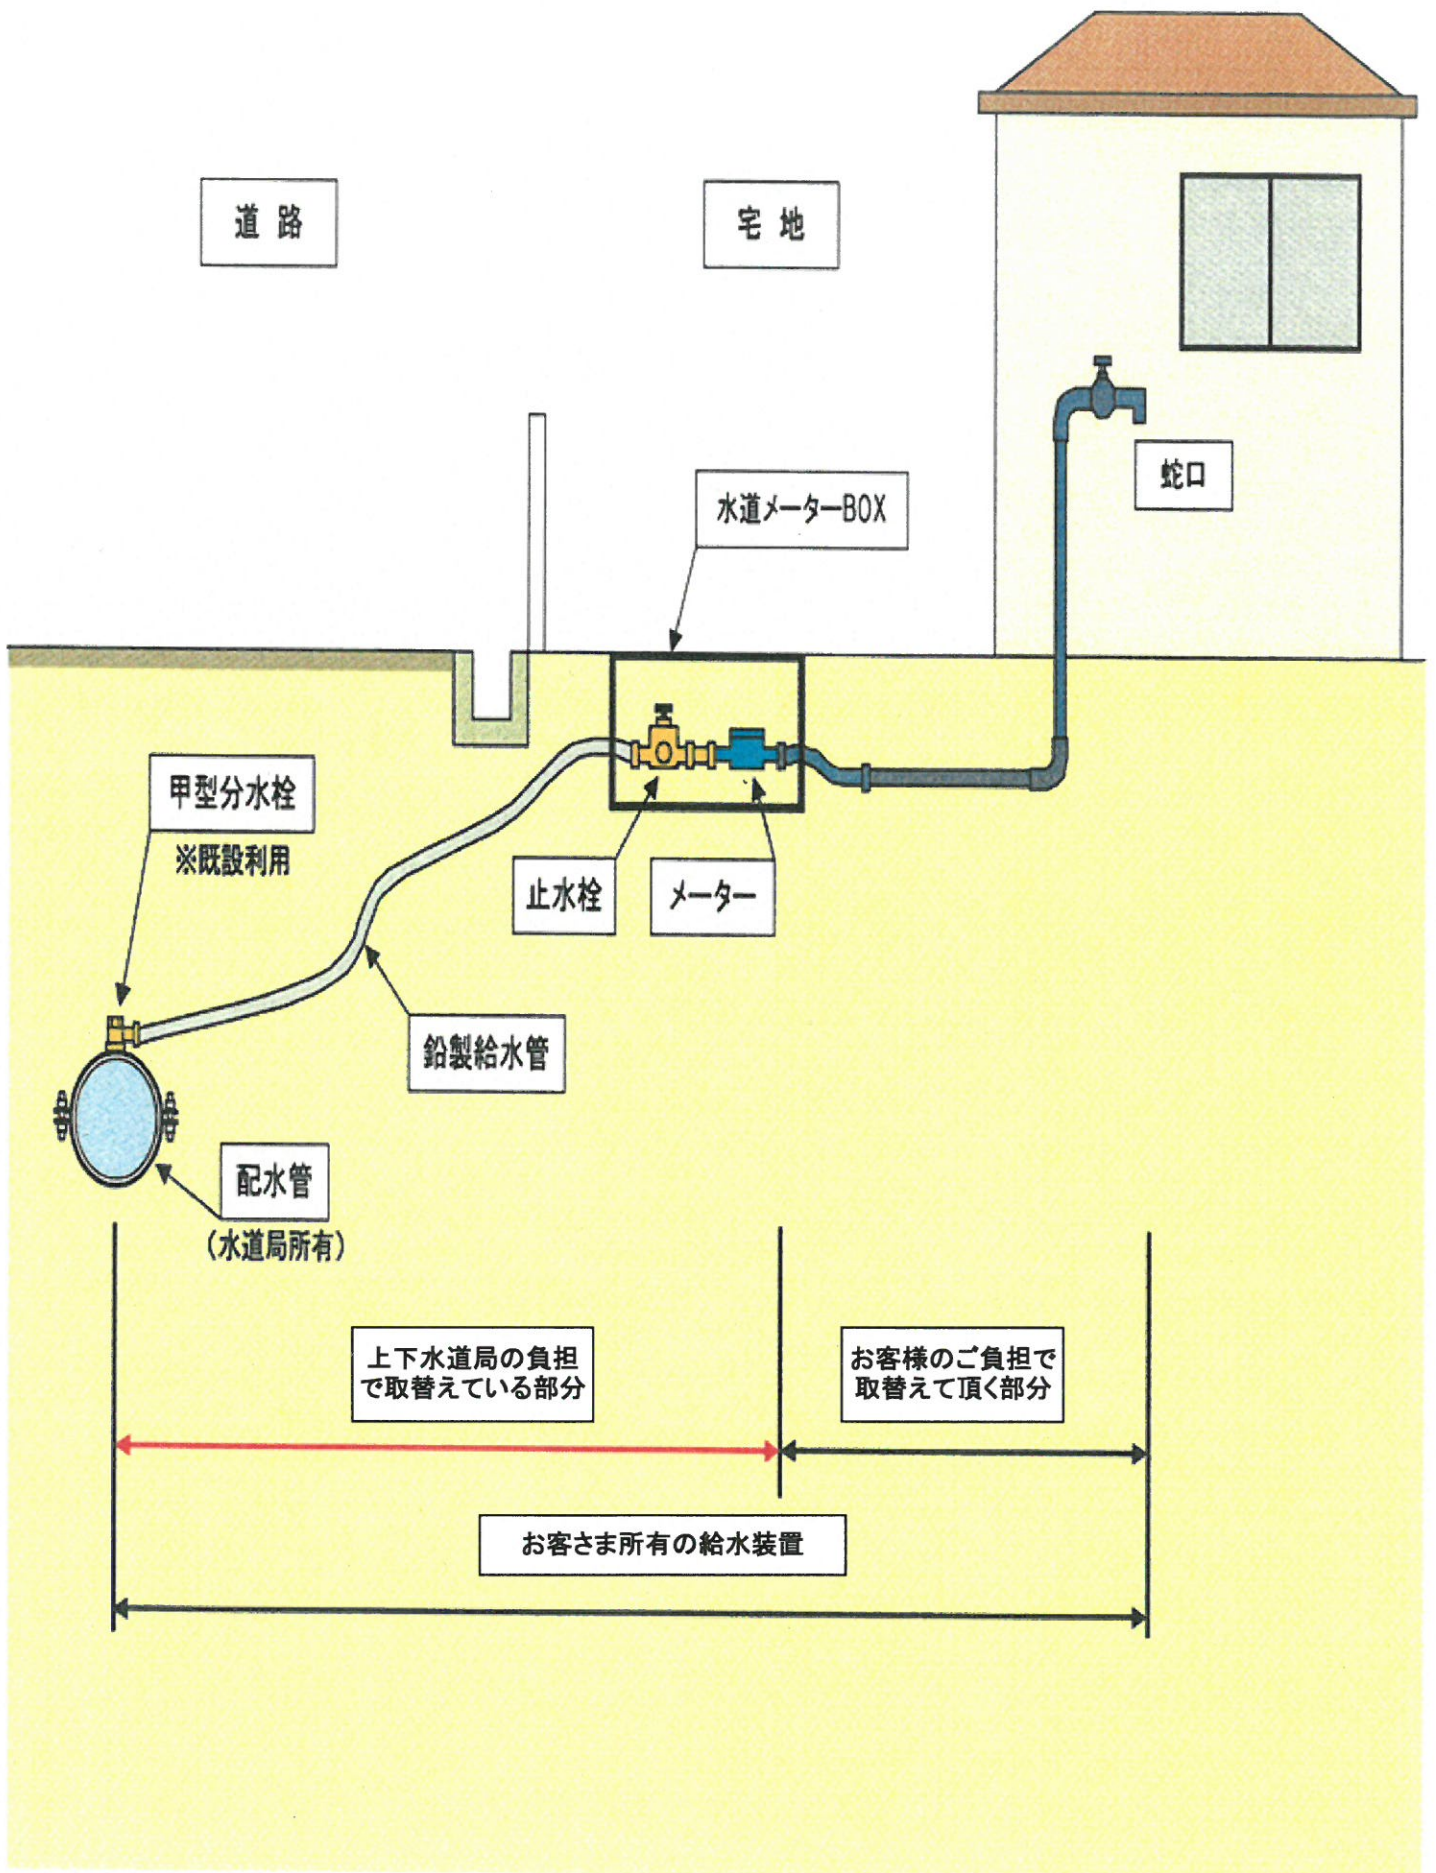 道 路
宅 地
蛇口
水道メーターBOX
甲型分水栓
※既設利用
止水栓
メーター
鉛製給水管
配水管
(水道局所有)
上下水道局の負担
で取替えている部分
お客様のご負担で
取替えて頂く部分
お客さま所有の給水装置